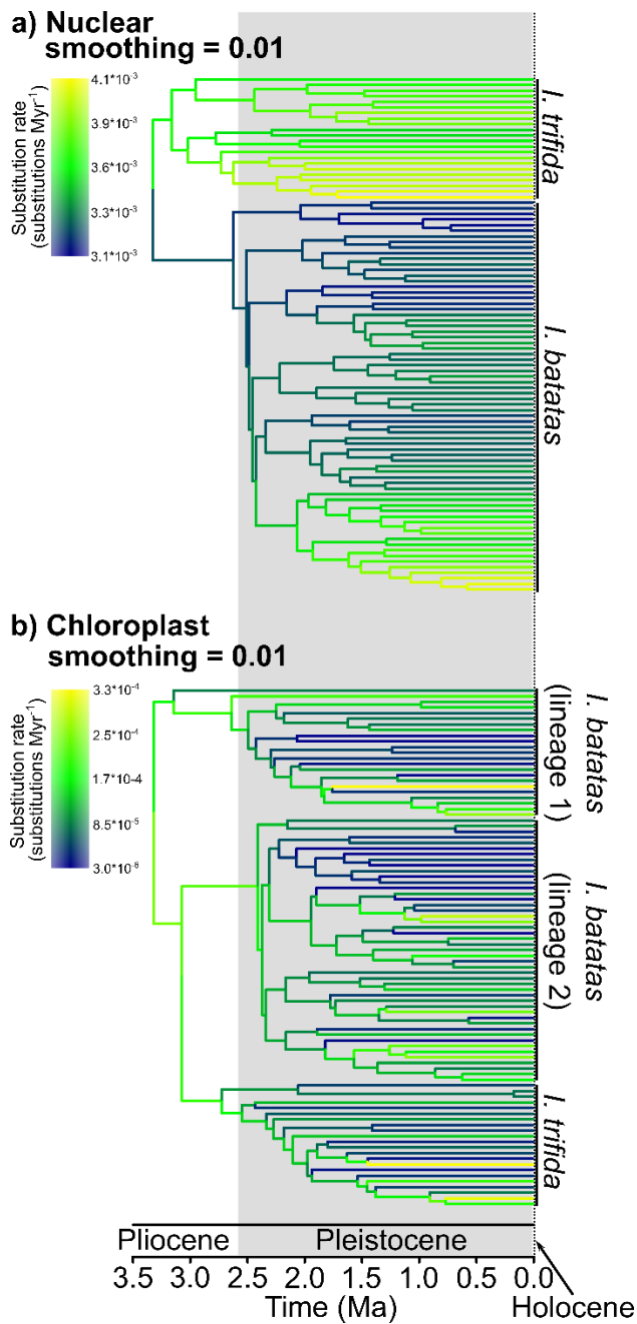 a) Nuclear
smoothing = 0.01
Substitution rate
(substitutions Myr⁻¹)
4.1*10⁻³
3.9*10⁻³
3.6*10⁻³
3.3*10⁻³
3.1*10⁻³
I. trifida
I. batatas
b) Chloroplast
smoothing = 0.01
Substitution rate
(substitutions Myr⁻¹)
3.3*10⁻⁴
2.5*10⁻⁴
1.7*10⁻⁴
8.5*10⁻⁵
I. batatas
(lineage 1)
I. batatas
(lineage 2)
I. trifida
Pliocene Pleistocene
3.5 3.0 2.5 2.0 1.5 1.0 0.5 0.0
Time (Ma)
Holocene